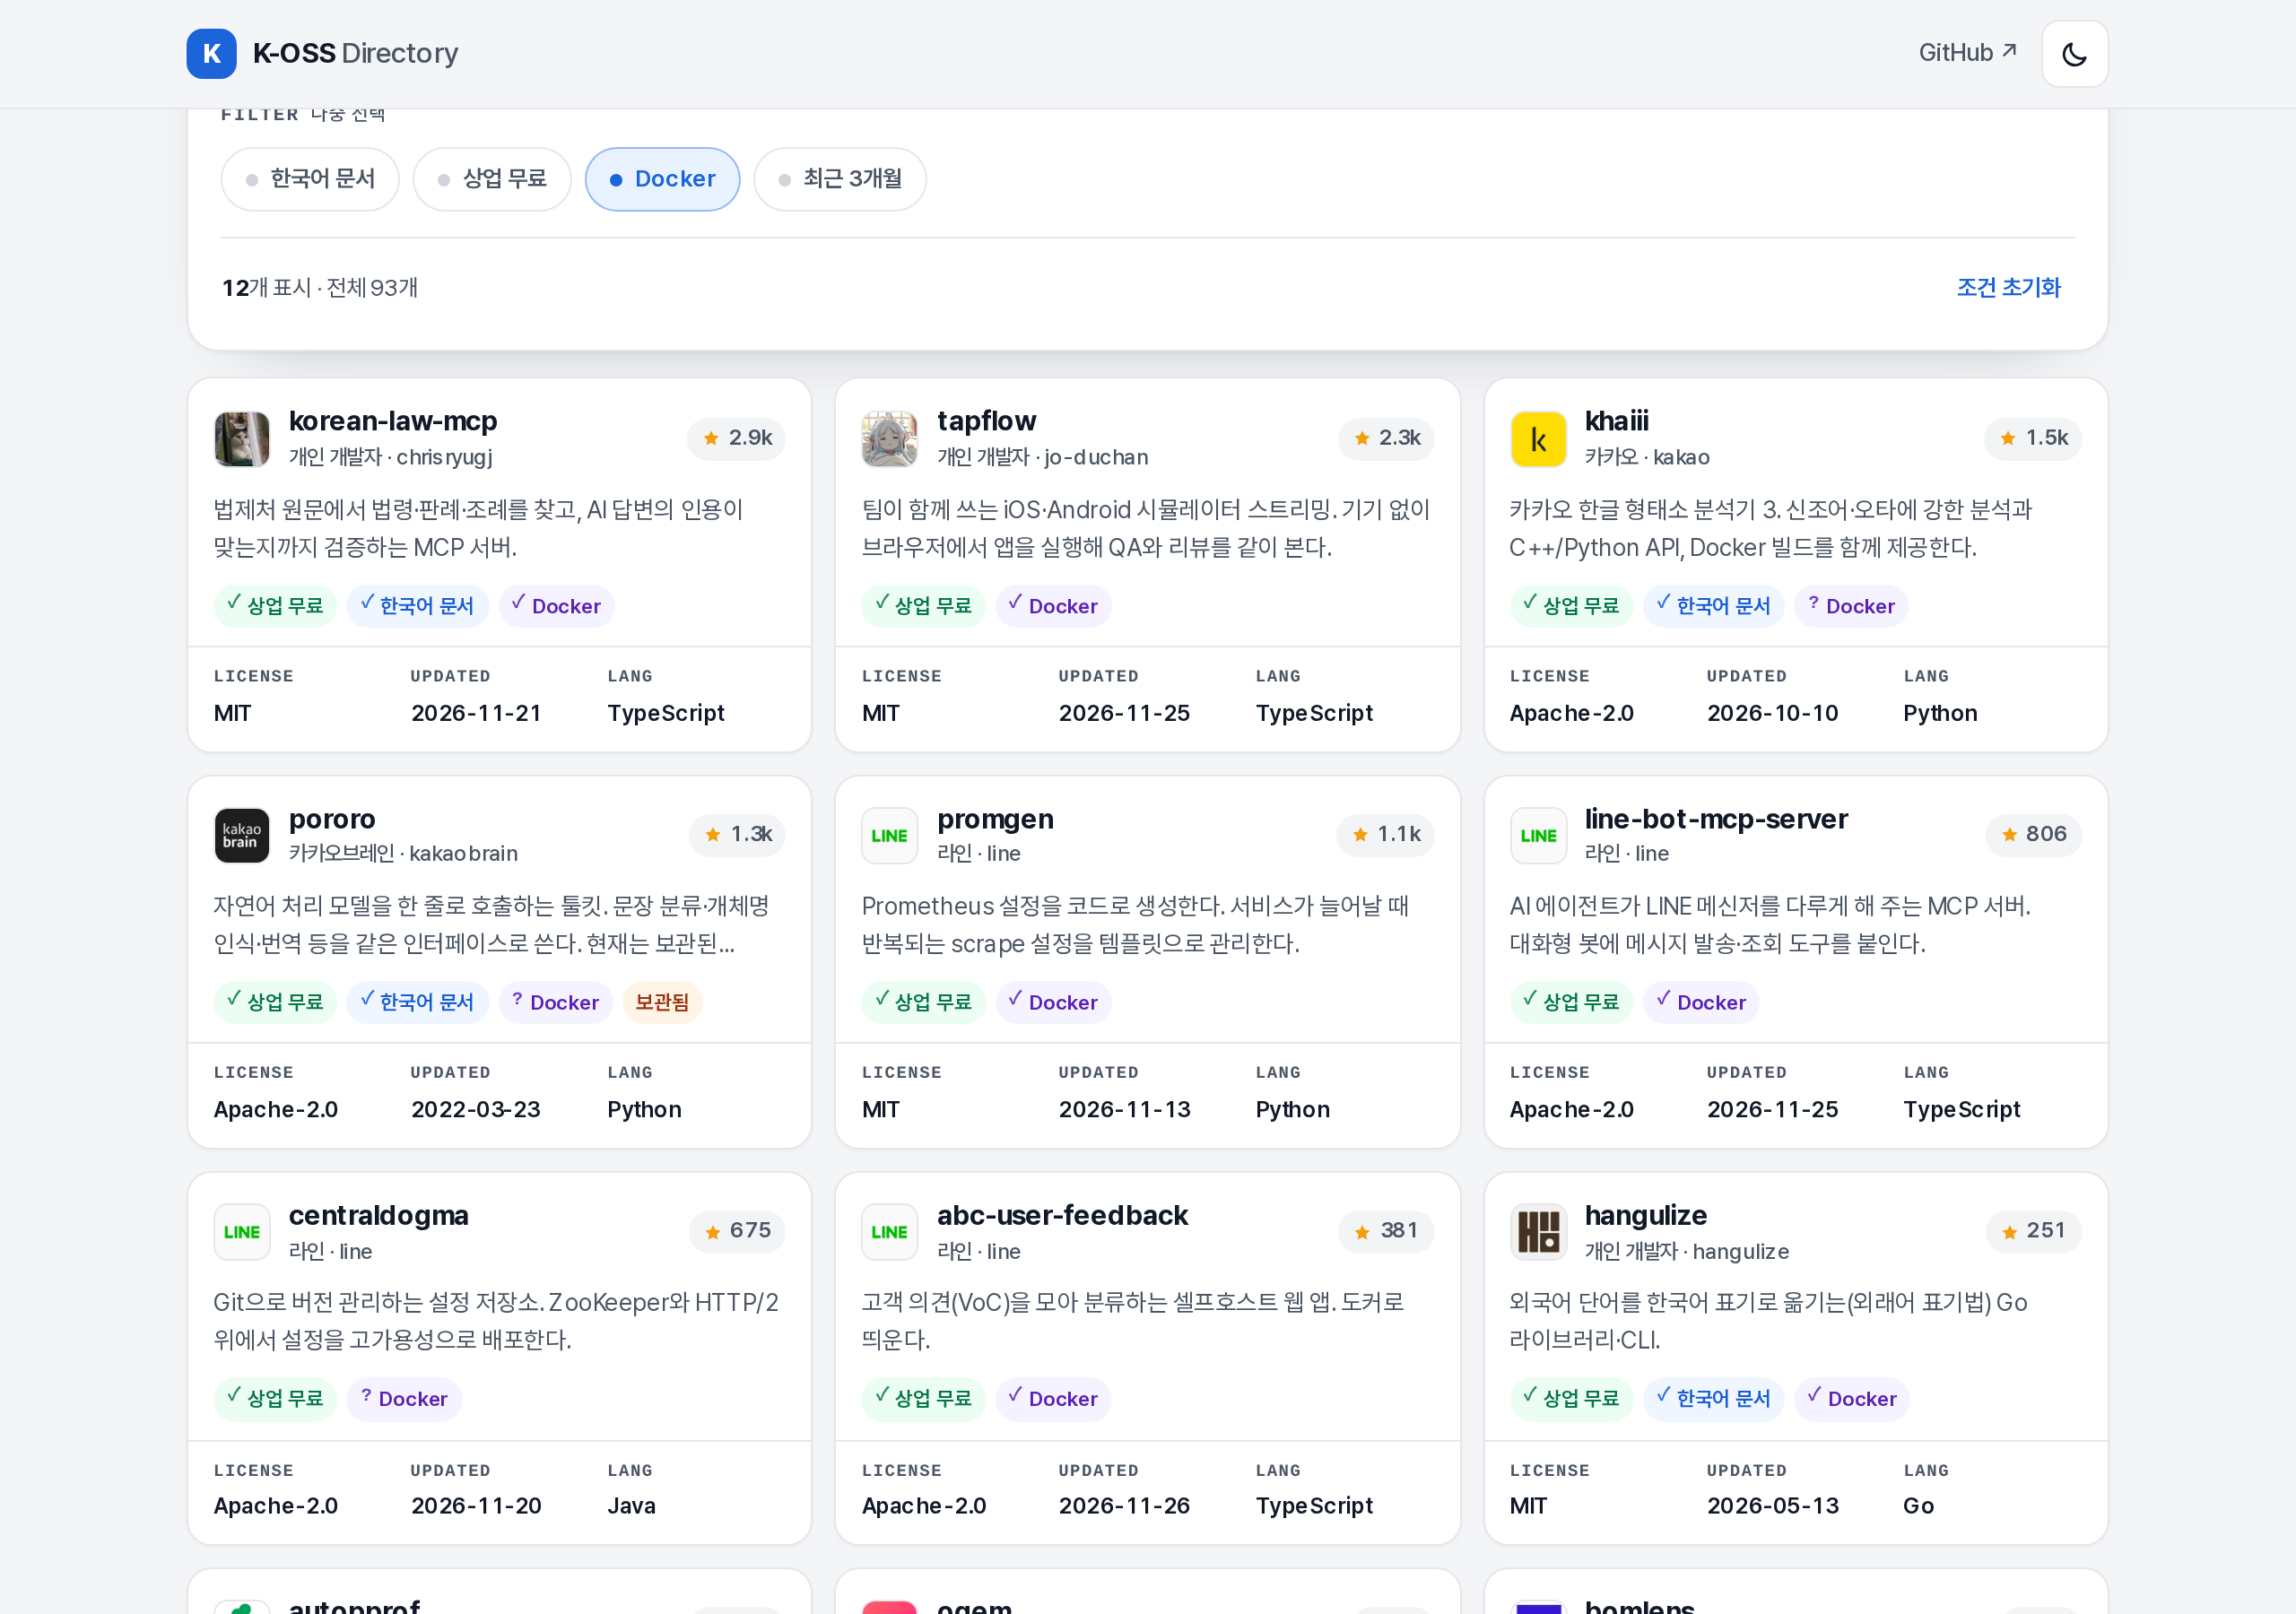 K
K-OSS Directory
GitHub ↗
FILTER 다중 선택
한국어 문서
상업 무료
Docker
최근 3개월
12개 표시 · 전체 93개
조건 초기화
korean-law-mcp
개인 개발자 · chrisryugj
★ 2.9k
법제처 원문에서 법령·판례·조례를 찾고, AI 답변의 인용이
맞는지까지 검증하는 MCP 서버.
✓ 상업 무료
✓ 한국어 문서
✓ Docker
LICENSE
UPDATED
LANG
MIT
2026-11-21
TypeScript
tapflow
개인 개발자 · jo-duchan
★ 2.3k
팀이 함께 쓰는 iOS·Android 시뮬레이터 스트리밍. 기기 없이
브라우저에서 앱을 실행해 QA와 리뷰를 같이 본다.
✓ 상업 무료
✓ Docker
LICENSE
UPDATED
LANG
MIT
2026-11-25
TypeScript
k
khaiii
카카오 · kakao
★ 1.5k
카카오 한글 형태소 분석기 3. 신조어·오타에 강한 분석과
C++/Python API, Docker 빌드를 함께 제공한다.
✓ 상업 무료
✓ 한국어 문서
? Docker
LICENSE
UPDATED
LANG
Apache-2.0
2026-10-10
Python
kakao
brain
pororo
카카오브레인 · kakaobrain
★ 1.3k
자연어 처리 모델을 한 줄로 호출하는 툴킷. 문장 분류·개체명
인식·번역 등을 같은 인터페이스로 쓴다. 현재는 보관된...
✓ 상업 무료
✓ 한국어 문서
? Docker
보관됨
LICENSE
UPDATED
LANG
Apache-2.0
2022-03-23
Python
LINE
promgen
라인 · line
★ 1.1k
Prometheus 설정을 코드로 생성한다. 서비스가 늘어날 때
반복되는 scrape 설정을 템플릿으로 관리한다.
✓ 상업 무료
✓ Docker
LICENSE
UPDATED
LANG
MIT
2026-11-13
Python
LINE
line-bot-mcp-server
라인 · line
★ 806
AI 에이전트가 LINE 메신저를 다루게 해 주는 MCP 서버.
대화형 봇에 메시지 발송·조회 도구를 붙인다.
✓ 상업 무료
✓ Docker
LICENSE
UPDATED
LANG
Apache-2.0
2026-11-25
TypeScript
LINE
centraldogma
라인 · line
★ 675
Git으로 버전 관리하는 설정 저장소. ZooKeeper와 HTTP/2
위에서 설정을 고가용성으로 배포한다.
✓ 상업 무료
? Docker
LICENSE
UPDATED
LANG
Apache-2.0
2026-11-20
Java
LINE
abc-user-feedback
라인 · line
★ 381
고객 의견(VoC)을 모아 분류하는 셀프호스트 웹 앱. 도커로
띄운다.
✓ 상업 무료
✓ Docker
LICENSE
UPDATED
LANG
Apache-2.0
2026-11-26
TypeScript
hangulize
개인 개발자 · hangulize
★ 251
외국어 단어를 한국어 표기로 옮기는(외래어 표기법) Go
라이브러리·CLI.
✓ 상업 무료
✓ 한국어 문서
✓ Docker
LICENSE
UPDATED
LANG
MIT
2026-05-13
Go
autopprof
ogem
bomlens